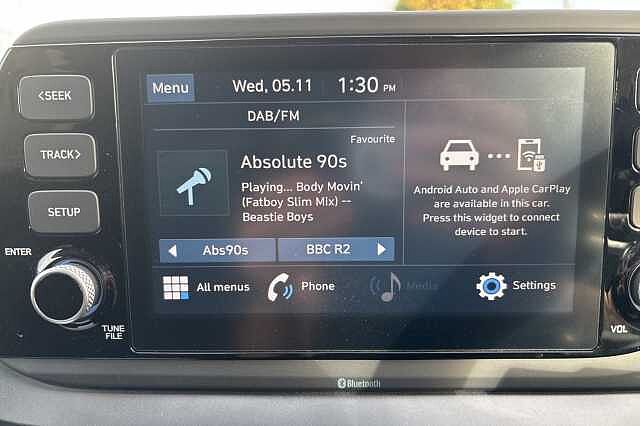 <SEEK
TRACK>
SETUP
ENTER
TUNE
FILE
Menu
Wed, 05.11
1:30 PM
DAB/FM
Favourite
Absolute 90s
Playing... Body Movin'
(Fatboy Slim MIx) --
Beastie Boys
Abs90s
BBC R2
Android Auto and Apple CarPlay
are available in this car.
Press this widget to connect
device to start.
All menus
Phone
Media
Settings
VOL
Bluetooth